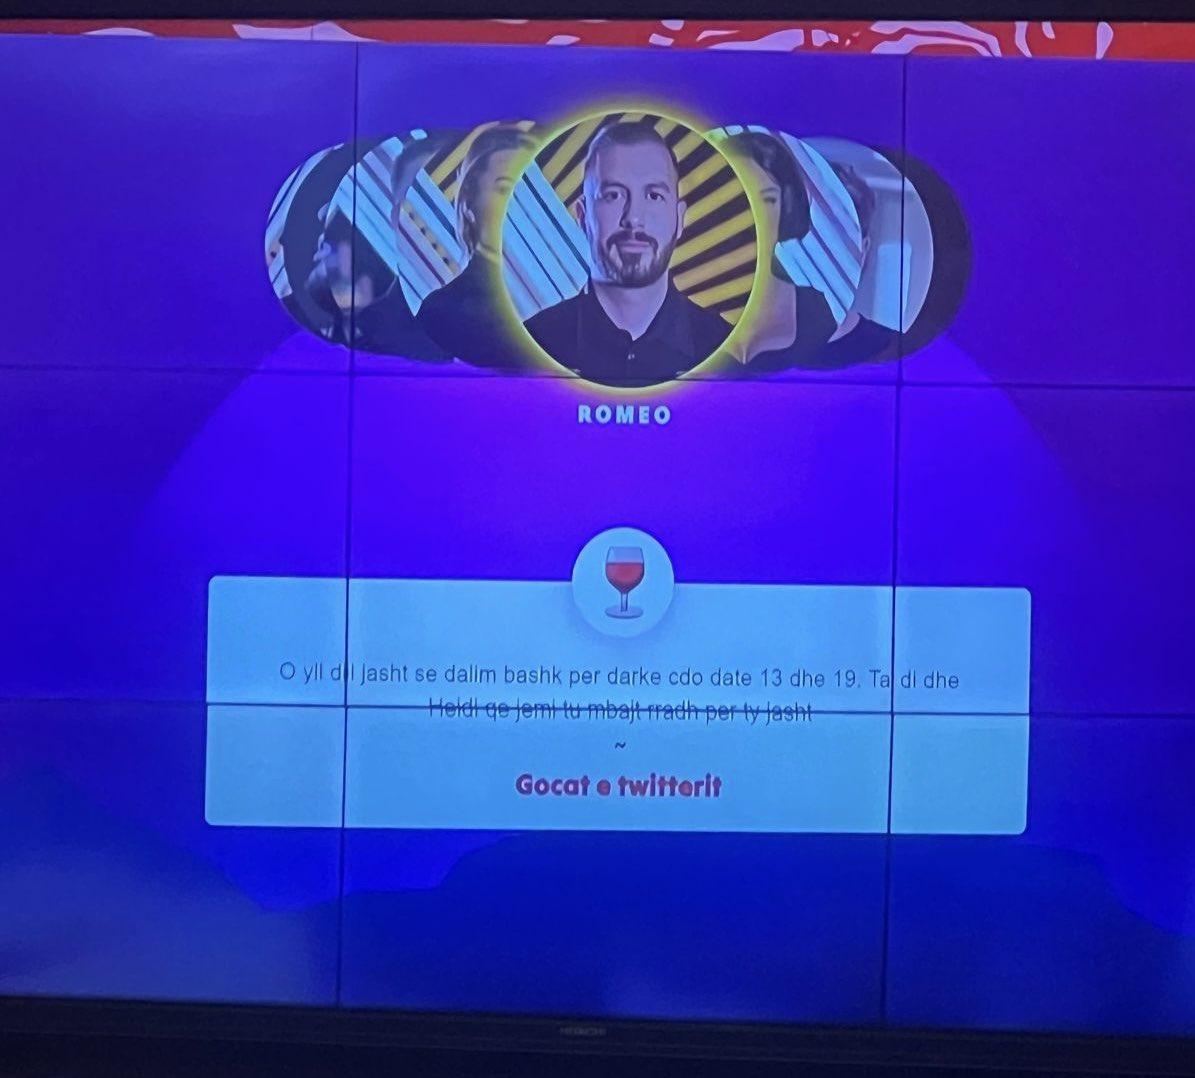 ROMEO
O yll dil jasht se dalim bashk per darke cdo date 13 dhe 19. Ta di dhe
Heidi qe jemi tu mbajt rradh per ty jasht
~
Gocat e twitterit
HITACHI